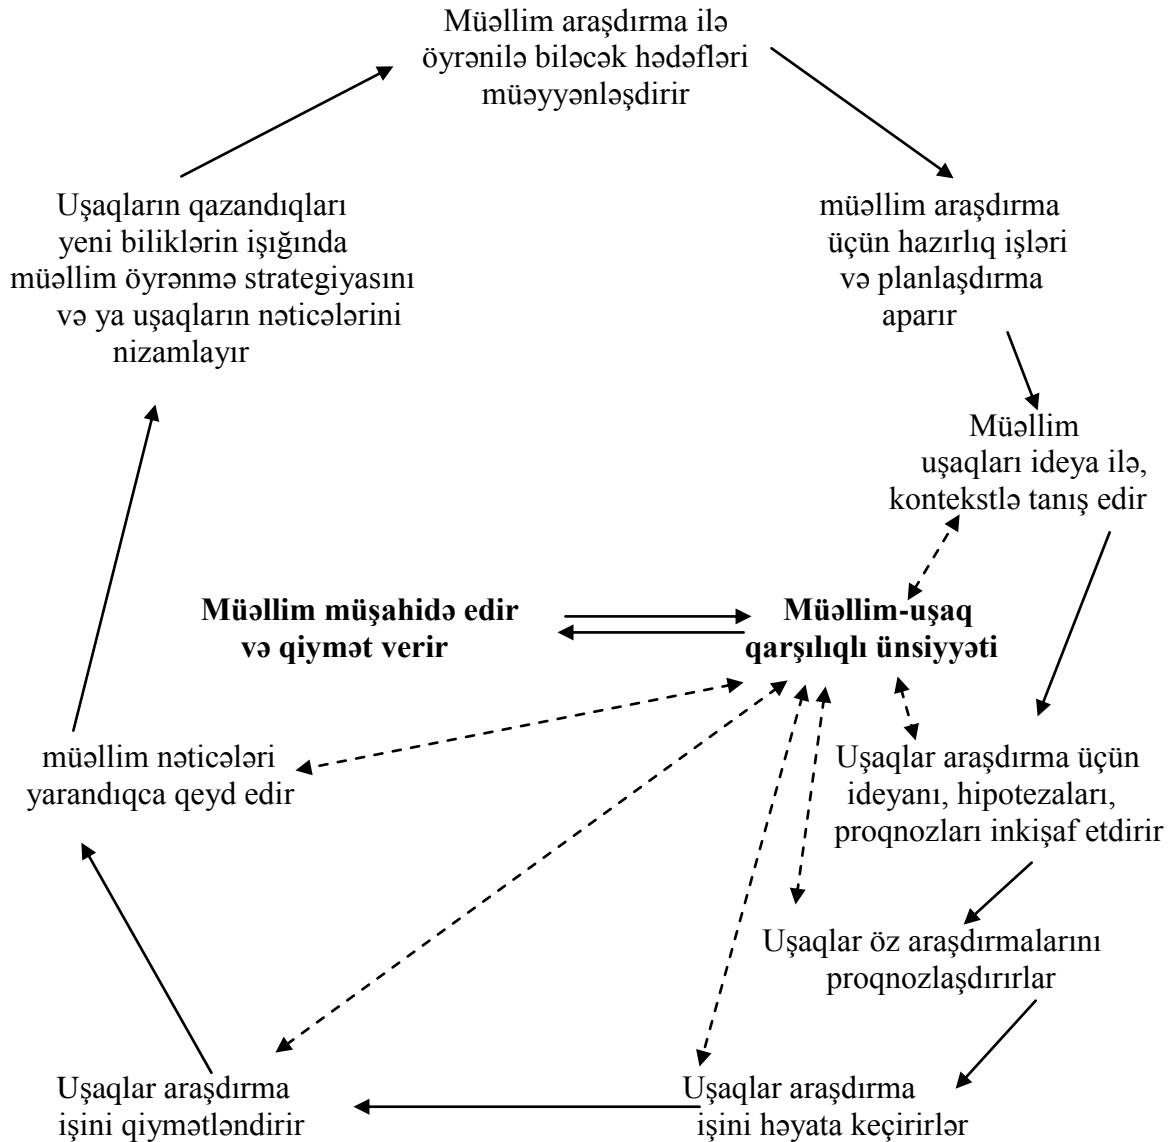 Müəllim araşdırma ilə
öyrənilə biləcək hədəfləri
müəyyənləşdirir
müəllim araşdırma
üçün hazırlıq işləri
və planlaşdırma
aparır
Müəllim
uşaqları ideya ilə,
kontekstlə tanış edir
Müəllim-uşaq
qarşılıqlı ünsiyyəti
Müəllim müşahidə edir
və qiymət verir
Uşaqlar araşdırma üçün
ideyanı, hipotezaları,
proqnozları inkişaf etdirir
Uşaqlar öz araşdırmalarını
proqnozlaşdırırlar
Uşaqlar araşdırma
işini həyata keçirirlər
Uşaqlar araşdırma
işini qiymətləndirir
müəllim nəticələri
yarandıqca qeyd edir
Uşaqların qazandıqları
yeni biliklərin işığında
müəllim öyrənmə strategiyasını
və ya uşaqların nəticələrini
nizamlayır